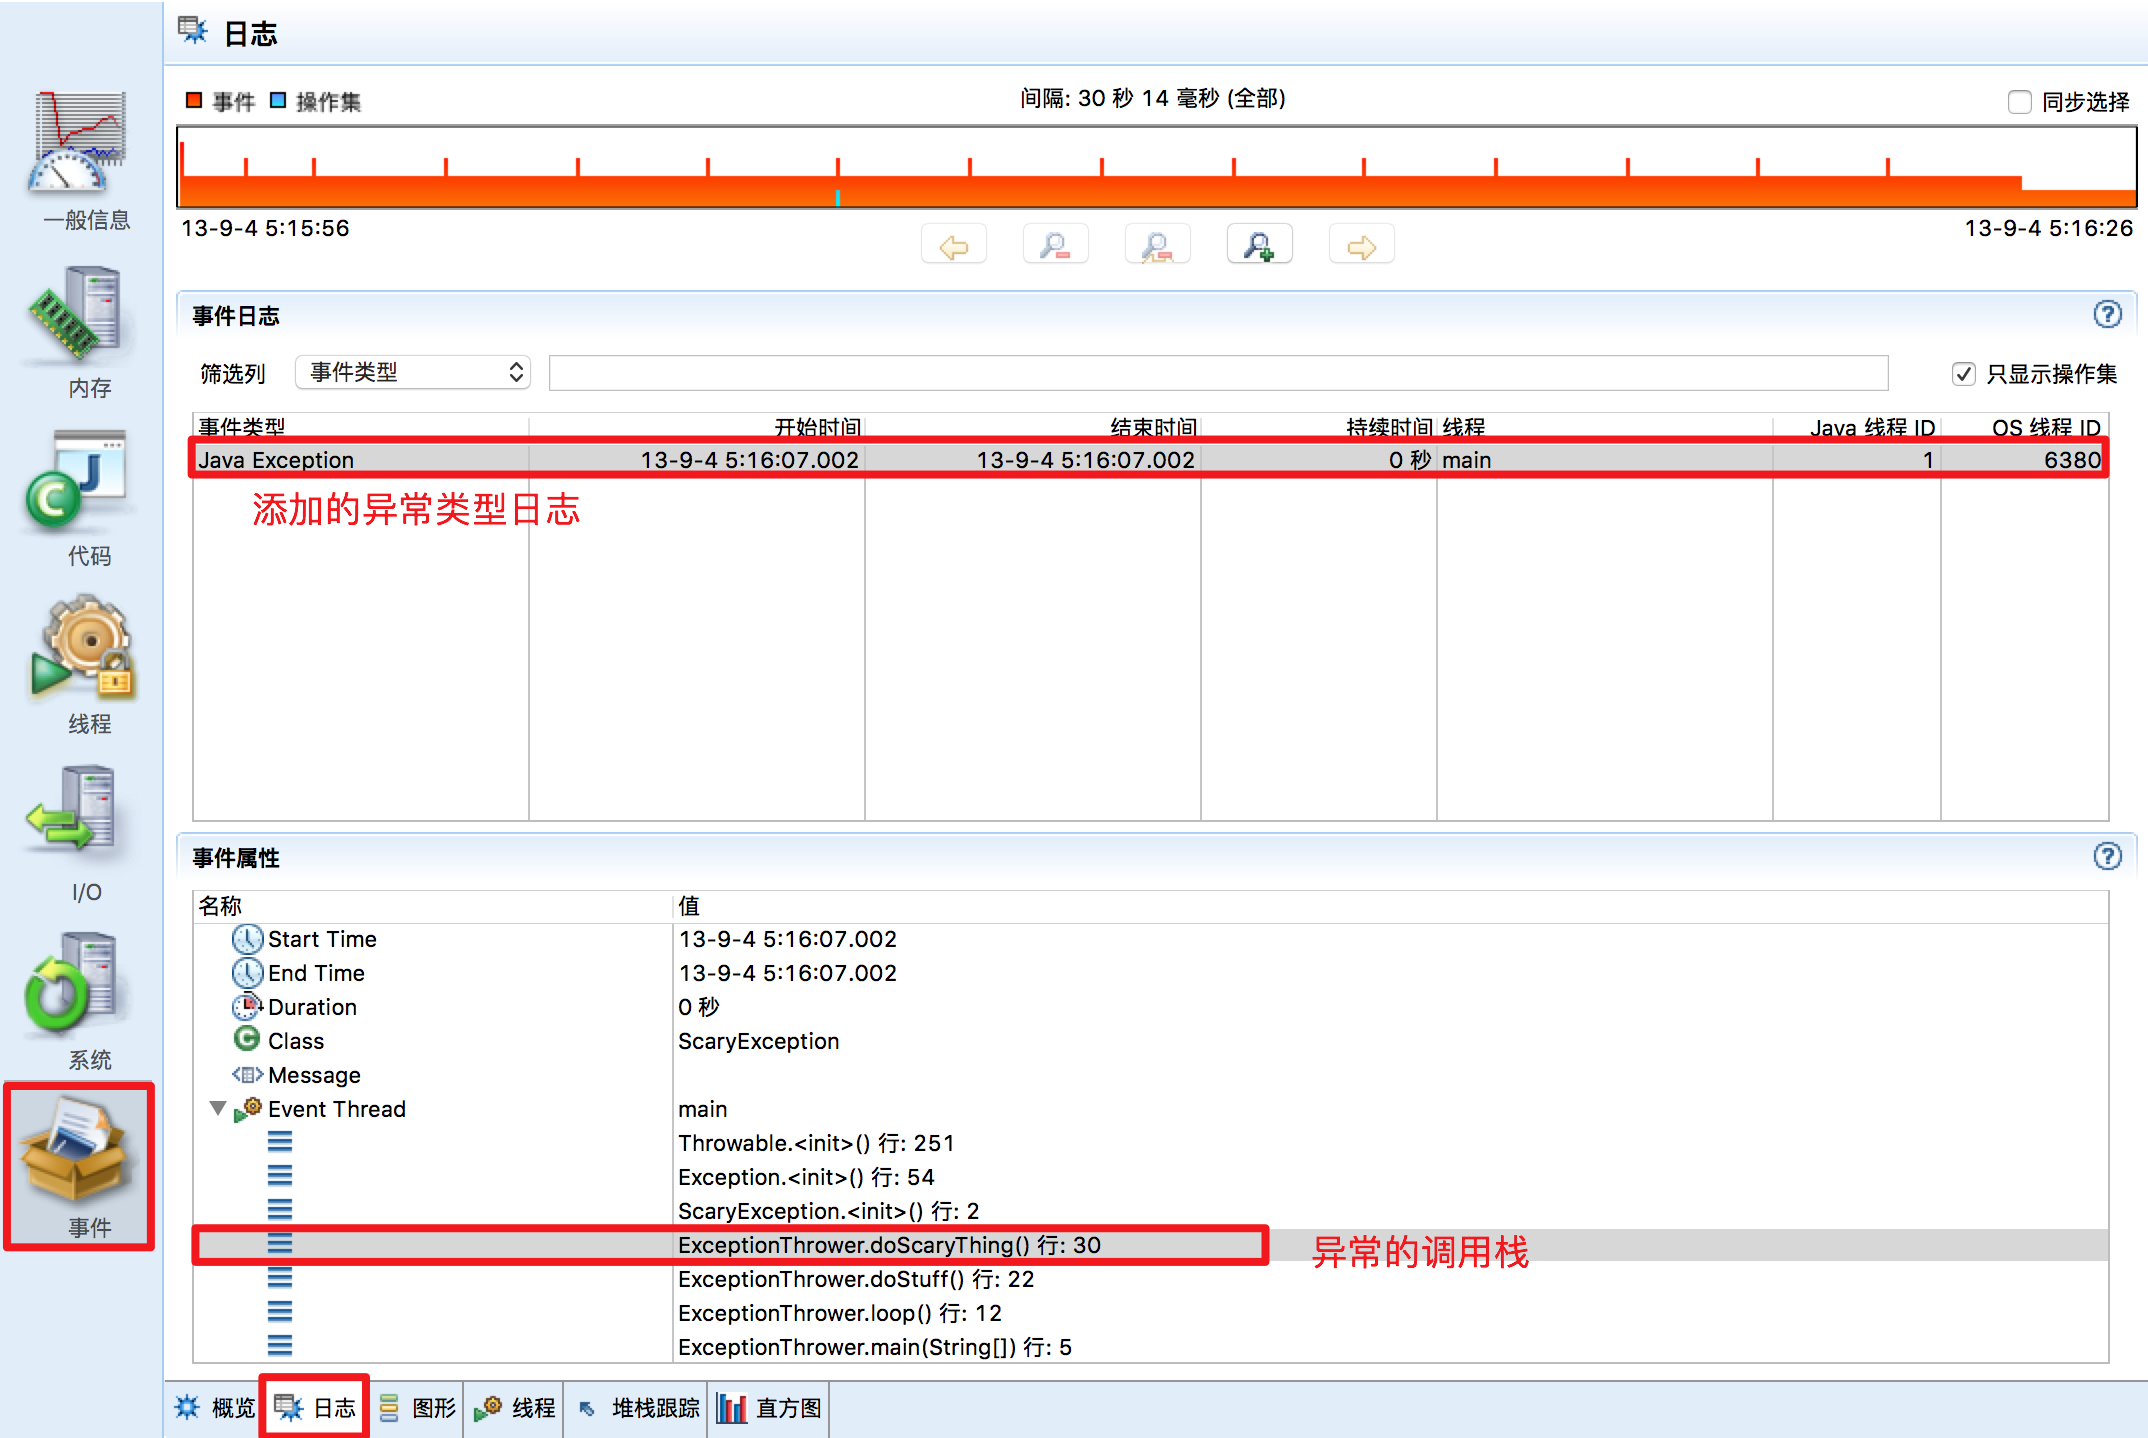 日志
事件 操作集
间隔: 30 秒 14 毫秒 (全部)
同步选择
13-9-4 5:15:56
13-9-4 5:16:26
一般信息
内存
代码
线程
I/O
系统
事件
事件日志
筛选列 事件类型
只显示操作集
事件类型 开始时间 结束时间 持续时间 线程 Java 线程 ID OS 线程 ID
Java Exception 13-9-4 5:16:07.002 13-9-4 5:16:07.002 0 秒 main 1 6380
添加的异常类型日志
事件属性
名称 值
Start Time 13-9-4 5:16:07.002
End Time 13-9-4 5:16:07.002
Duration 0 秒
Class ScaryException
Message
Event Thread main
Throwable.<init>() 行: 251
Exception.<init>() 行: 54
ScaryException.<init>() 行: 2
ExceptionThrower.doScaryThing() 行: 30
异常的调用栈
ExceptionThrower.doStuff() 行: 22
ExceptionThrower.loop() 行: 12
ExceptionThrower.main(String[]) 行: 5
概览 日志 图形 线程 堆栈跟踪 直方图